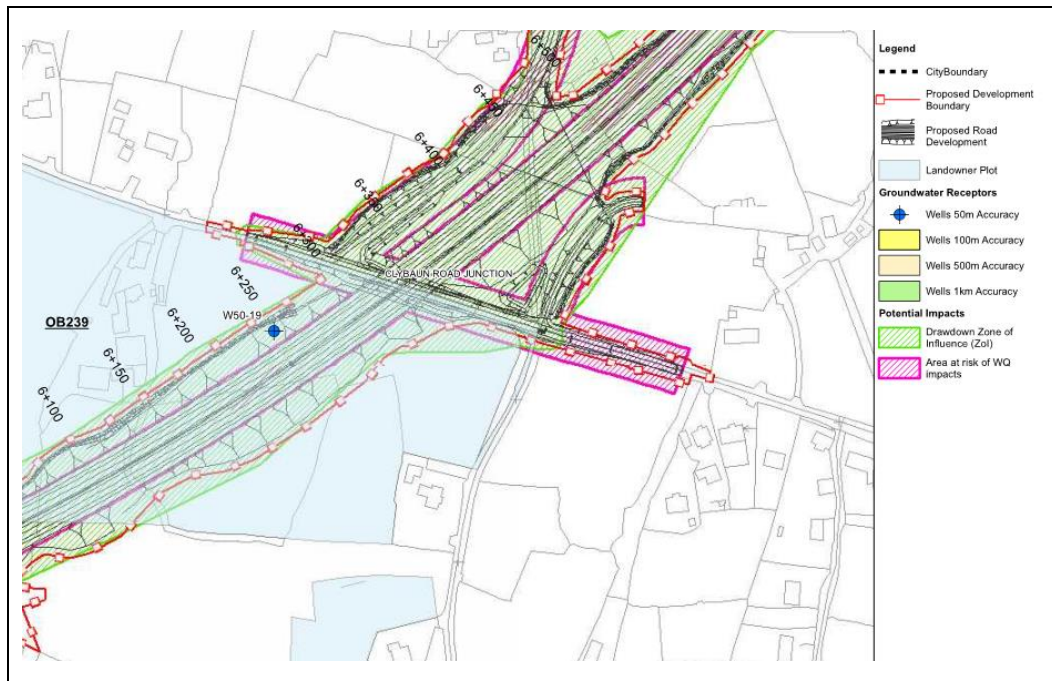 6+500
6+450
6+400
6+350
6+300
CLYBAUN ROAD JUNCTION
6+250
W50-19
OB239
6+200
6+150
6+100
Legend
CityBoundary
Proposed Development
Boundary
Proposed Road
Development
Landowner Plot
Groundwater Receptors
Wells 50m Accuracy
Wells 100m Accuracy
Wells 500m Accuracy
Wells 1km Accuracy
Potential Impacts
Drawdown Zone of
Influence (ZoI)
Area at risk of WQ
impacts